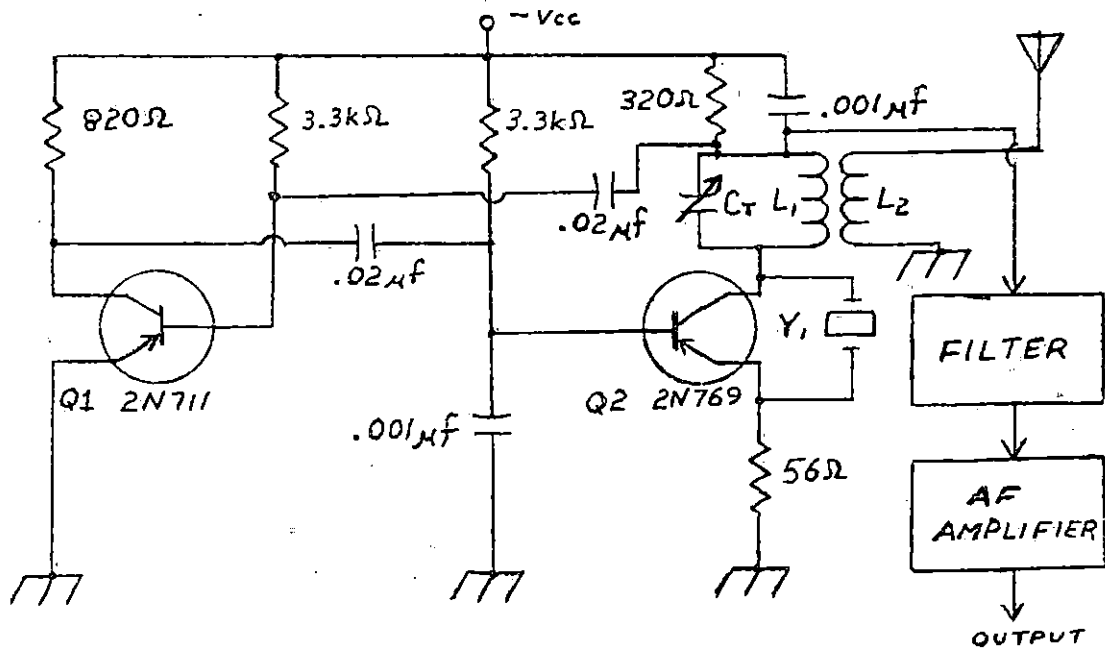 -Vcc
820Ω
3.3kΩ
3.3kΩ
320Ω
.001μf
.02μf
.02μf
CT
L1
L2
Q1 2N711
.001μf
Q2 2N769
Y1
56Ω
FILTER
AF
AMPLIFIER
OUTPUT